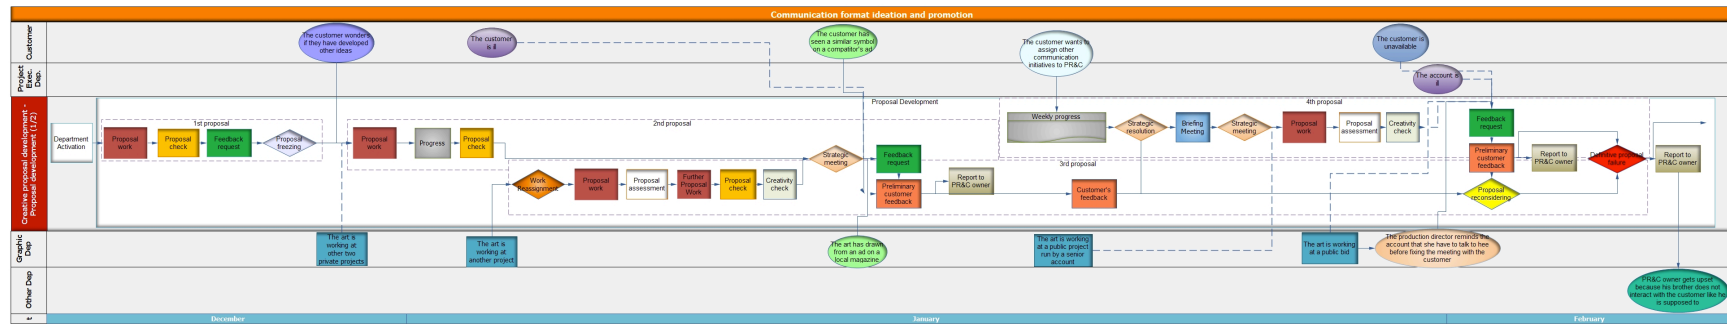 Communication format ideation and promotion
Customer
The customer wonders
if they have developed
other ideas
The customer
is ill
The customer has
seen a similar symbol
on a compatitor's ad
The customer wants to
assign other
communication
initiatives to PR&C
The customer is
unavailable
Project
Exec.
Dep.
The account is
ill
Creative proposal development -
Proposal development (1/2)
Proposal Development
Department
Activation
1st proposal
Proposal
work
Proposal
check
Feedback
request
Proposal
freezing
2nd proposal
Proposal
work
Progress
Proposal
check
Strategic
meeting
Feedback
request
Preliminary
customer
feedback
Work
Reassignment
Proposal
work
Proposal
assessment
Further
Proposal
Work
Proposal
check
Creativity
check
3rd proposal
Report to
PR&C owner
Customer's
feedback
4th proposal
Weekly progress
Strategic
resolution
Briefing
Meeting
Strategic
meeting
Proposal
work
Proposal
assessment
Creativity
check
Feedback
request
Preliminary
customer
feedback
Proposal
reconsidering
Report to
PR&C owner
Definitive proposal
failure
Report to
PR&C owner
Graphic
Dep
The art is
working at
other two
private projects
The art is
working at
another project
The art has drawn
from an ad on a
local magazine
The art is working
at a public project
run by a senior
account
The art is working
at a public bid
The production director reminds the
account that she have to talk to hee
before fixing the meeting with the
customer
Other Dep
PR&C owner gets upset
because his brother does not
interact with the customer like he
is supposed to
t
December
January
February